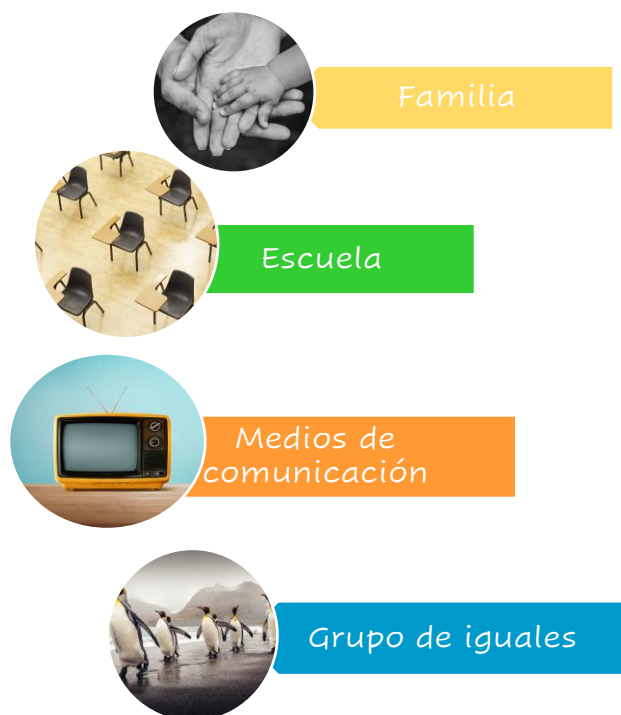 Familia
Escuela
Medios de
comunicación
Grupo de iguales